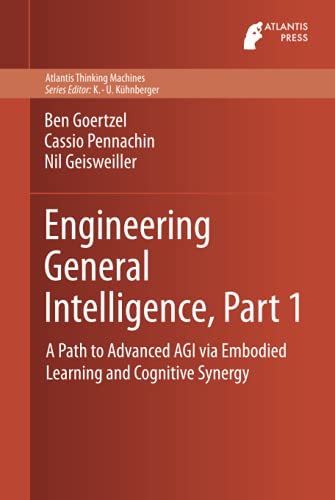 ATLANTIS
PRESS
Atlantis Thinking Machines
Series Editor: K.-U. Kühnberger
Ben Goertzel
Cassio Pennachin
Nil Geisweiller
Engineering
General
Intelligence, Part 1
A Path to Advanced AGI via Embodied
Learning and Cognitive Synergy